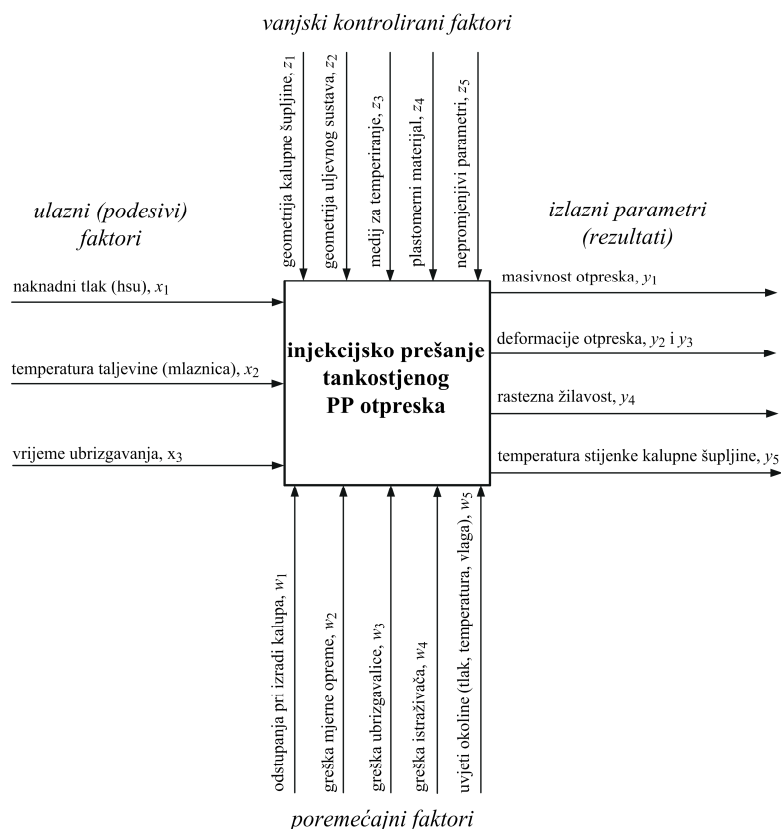 vanjski kontrolirani faktori
geometrija kalupne šupljine, z1
geometrija uljevnog sustava, z2
medij za temperiranje, z3
plastomerni materijal, z4
nepromjenjivi parametri, z5
ulazni (podesivi)
faktori
naknadni tlak (hsu), x1
temperatura taljevine (mlaznica), x2
vrijeme ubrizgavanja, x3
injekcijsko prešanje
tankostjenog
PP otpreska
izlazni parametri
(rezultati)
masivnost otpreska, y1
deformacije otpreska, y2 i y3
rastezna žilavost, y4
temperatura stijenke kalupne šupljine, y5
odstupanja pri izradi kalupa, w1
greška mjerne opreme, w2
greška ubrizgavalice, w3
greška istraživača, w4
uvjeti okoline (tlak, temperatura, vlaga), w5
poremećajni faktori